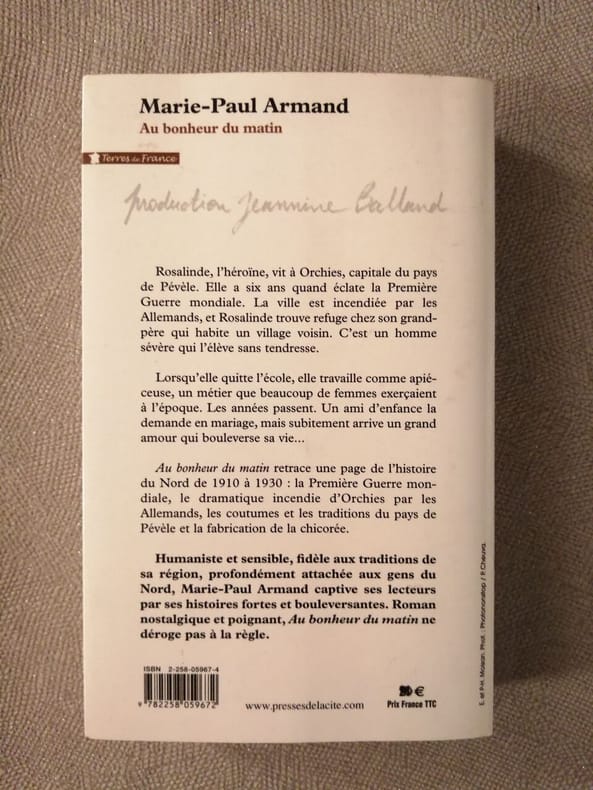 Marie-Paul Armand
Au bonheur du matin
Terres de France
production Jeannine Balland
Rosalinde, l'héroïne, vit à Orchies, capitale du pays
de Pévèle. Elle a six ans quand éclate la Première
Guerre mondiale. La ville est incendiée par les
Allemands, et Rosalinde trouve refuge chez son grand-
père qui habite un village voisin. C'est un homme
sévère qui l'élève sans tendresse.
Lorsqu'elle quitte l'école, elle travaille comme apié-
ceuse, un métier que beaucoup de femmes exerçaient
à l'époque. Les années passent. Un ami d'enfance la
demande en mariage, mais subitement arrive un grand
amour qui bouleverse sa vie...
Au bonheur du matin retrace une page de l'histoire
du Nord de 1910 à 1930 : la Première Guerre mon-
diale, le dramatique incendie d'Orchies par les
Allemands, les coutumes et les traditions du pays de
Pévèle et la fabrication de la chicorée.
Humaniste et sensible, fidèle aux traditions de
sa région, profondément attachée aux gens du
Nord, Marie-Paul Armand captive ses lecteurs
par ses histoires fortes et bouleversantes. Roman
nostalgique et poignant, Au bonheur du matin ne
déroge pas à la règle.
ISBN 2-258-05967-4
9 782258 059672
www.pressesdelacite.com
€
Prix France TTC
E. et P.-H. Moisan. Phot. : Photononstop / P. Cheuva.